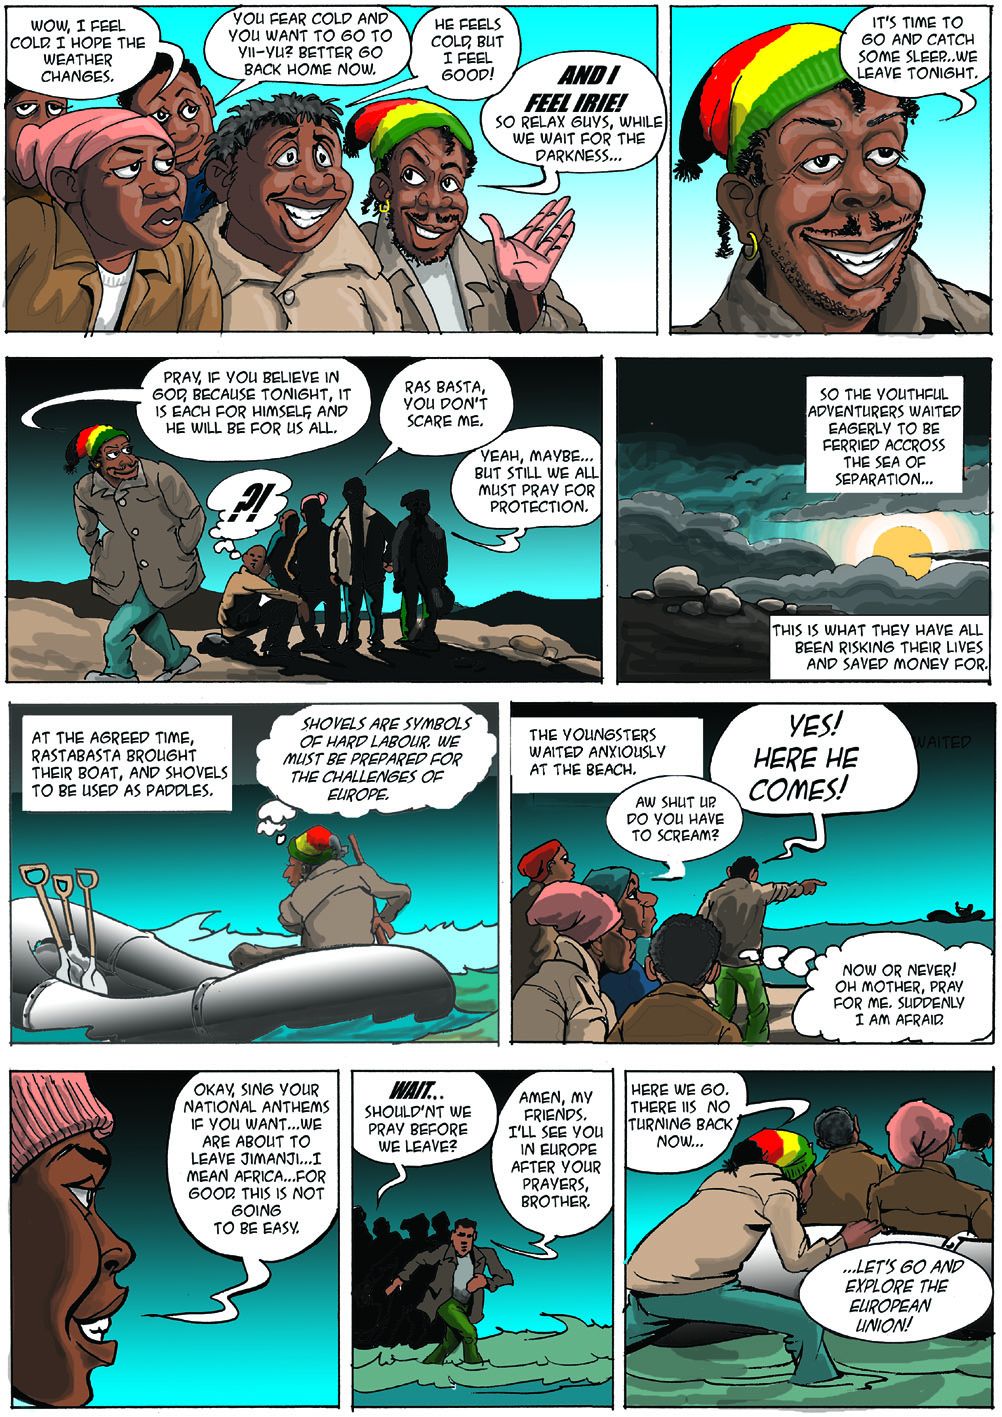 WOW, I FEEL
COLD. I HOPE THE
WEATHER
CHANGES.
YOU FEAR COLD AND
YOU WANT TO GO TO
YII-YU? BETTER GO
BACK HOME NOW.
HE FEELS
COLD, BUT
I FEEL
GOOD!
AND I
FEEL IRIE!
SO RELAX GUYS, WHILE
WE WAIT FOR THE
DARKNESS...
IT'S TIME TO
GO AND CATCH
SOME SLEEP...WE
LEAVE TONIGHT.
PRAY, IF YOU BELIEVE IN
GOD, BECAUSE TONIGHT, IT
IS EACH FOR HIMSELF, AND
HE WILL BE FOR US ALL.
?!
RAS BASTA,
YOU DON'T
SCARE ME.
YEAH, MAYBE...
BUT STILL WE ALL
MUST PRAY FOR
PROTECTION.
SO THE YOUTHFUL
ADVENTURERS WAITED
EAGERLY TO BE
FERRIED ACCROSS
THE SEA OF
SEPARATION...
THIS IS WHAT THEY HAVE ALL
BEEN RISKING THEIR LIVES
AND SAVED MONEY FOR.
AT THE AGREED TIME,
RASTABASTA BROUGHT
THEIR BOAT, AND SHOVELS
TO BE USED AS PADDLES.
SHOVELS ARE SYMBOLS
OF HARD LABOUR. WE
MUST BE PREPARED FOR
THE CHALLENGES OF
EUROPE.
THE YOUNGSTERS
WAITED ANXIOUSLY
AT THE BEACH.
AW SHUT UP,
DO YOU HAVE
TO SCREAM?
YES!
HERE HE
COMES!
WAITED
NOW OR NEVER!
OH MOTHER, PRAY
FOR ME. SUDDENLY
I AM AFRAID.
OKAY, SING YOUR
NATIONAL ANTHEMS
IF YOU WANT...WE
ARE ABOUT TO
LEAVE JIMANJI...I
MEAN AFRICA...FOR
GOOD. THIS IS NOT
GOING
TO BE EASY.
WAIT...
SHOULD'NT WE
PRAY BEFORE
WE LEAVE?
AMEN, MY
FRIENDS.
I'LL SEE YOU
IN EUROPE
AFTER YOUR
PRAYERS,
BROTHER.
HERE WE GO.
THERE IIS NO
TURNING BACK
NOW...
...LET'S GO AND
EXPLORE THE
EUROPEAN
UNION!